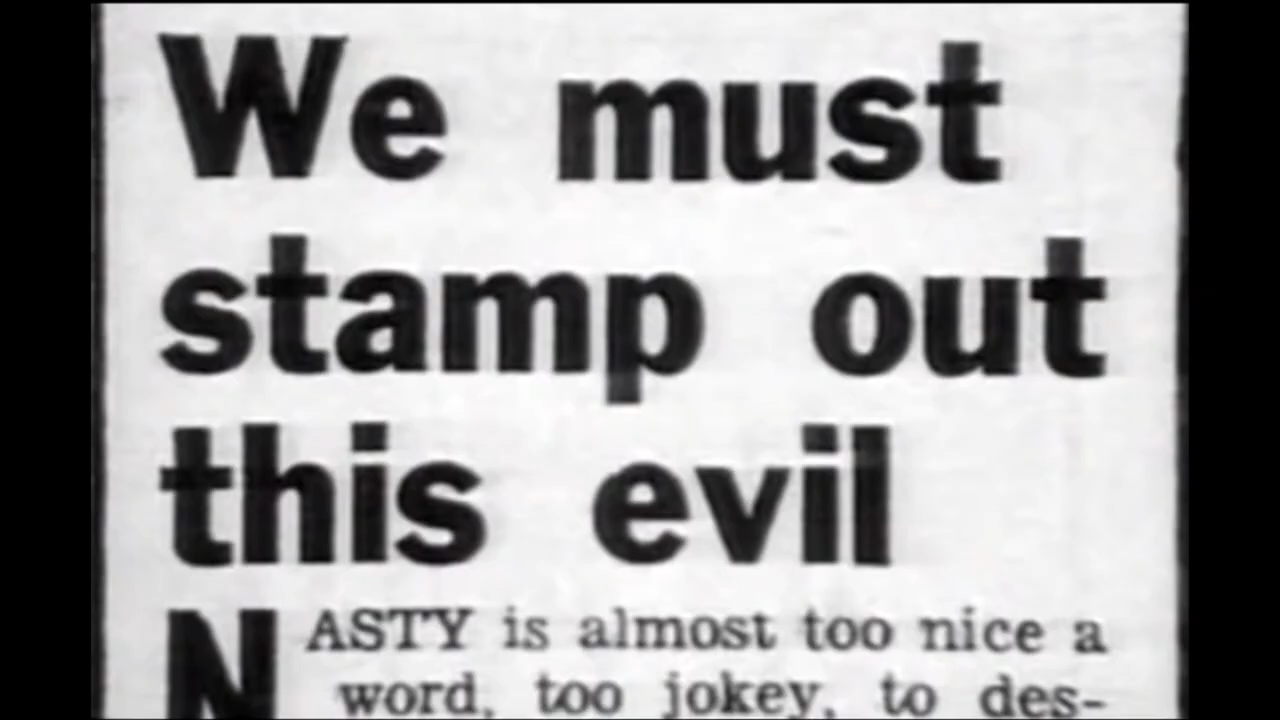 We must
stamp out
this evil
NASTY is almost too nice a
word, too jokey, to des-